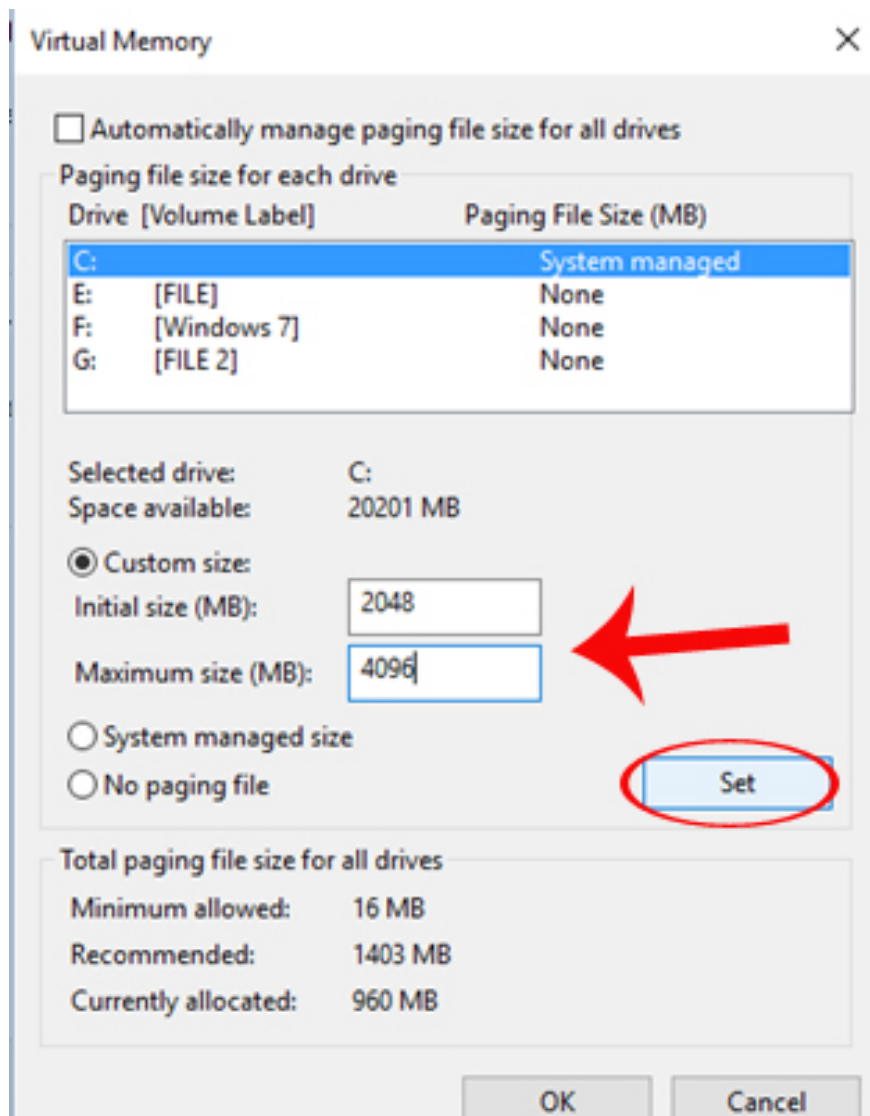 Virtual Memory
Automatically manage paging file size for all drives
Paging file size for each drive
Drive [Volume Label] Paging File Size (MB)
C: System managed
E: [FILE] None
F: [Windows 7] None
G: [FILE 2] None
Selected drive: C:
Space available: 20201 MB
Custom size:
Initial size (MB): 2048
Maximum size (MB): 4096
System managed size
No paging file Set
Total paging file size for all drives
Minimum allowed: 16 MB
Recommended: 1403 MB
Currently allocated: 960 MB
OK Cancel